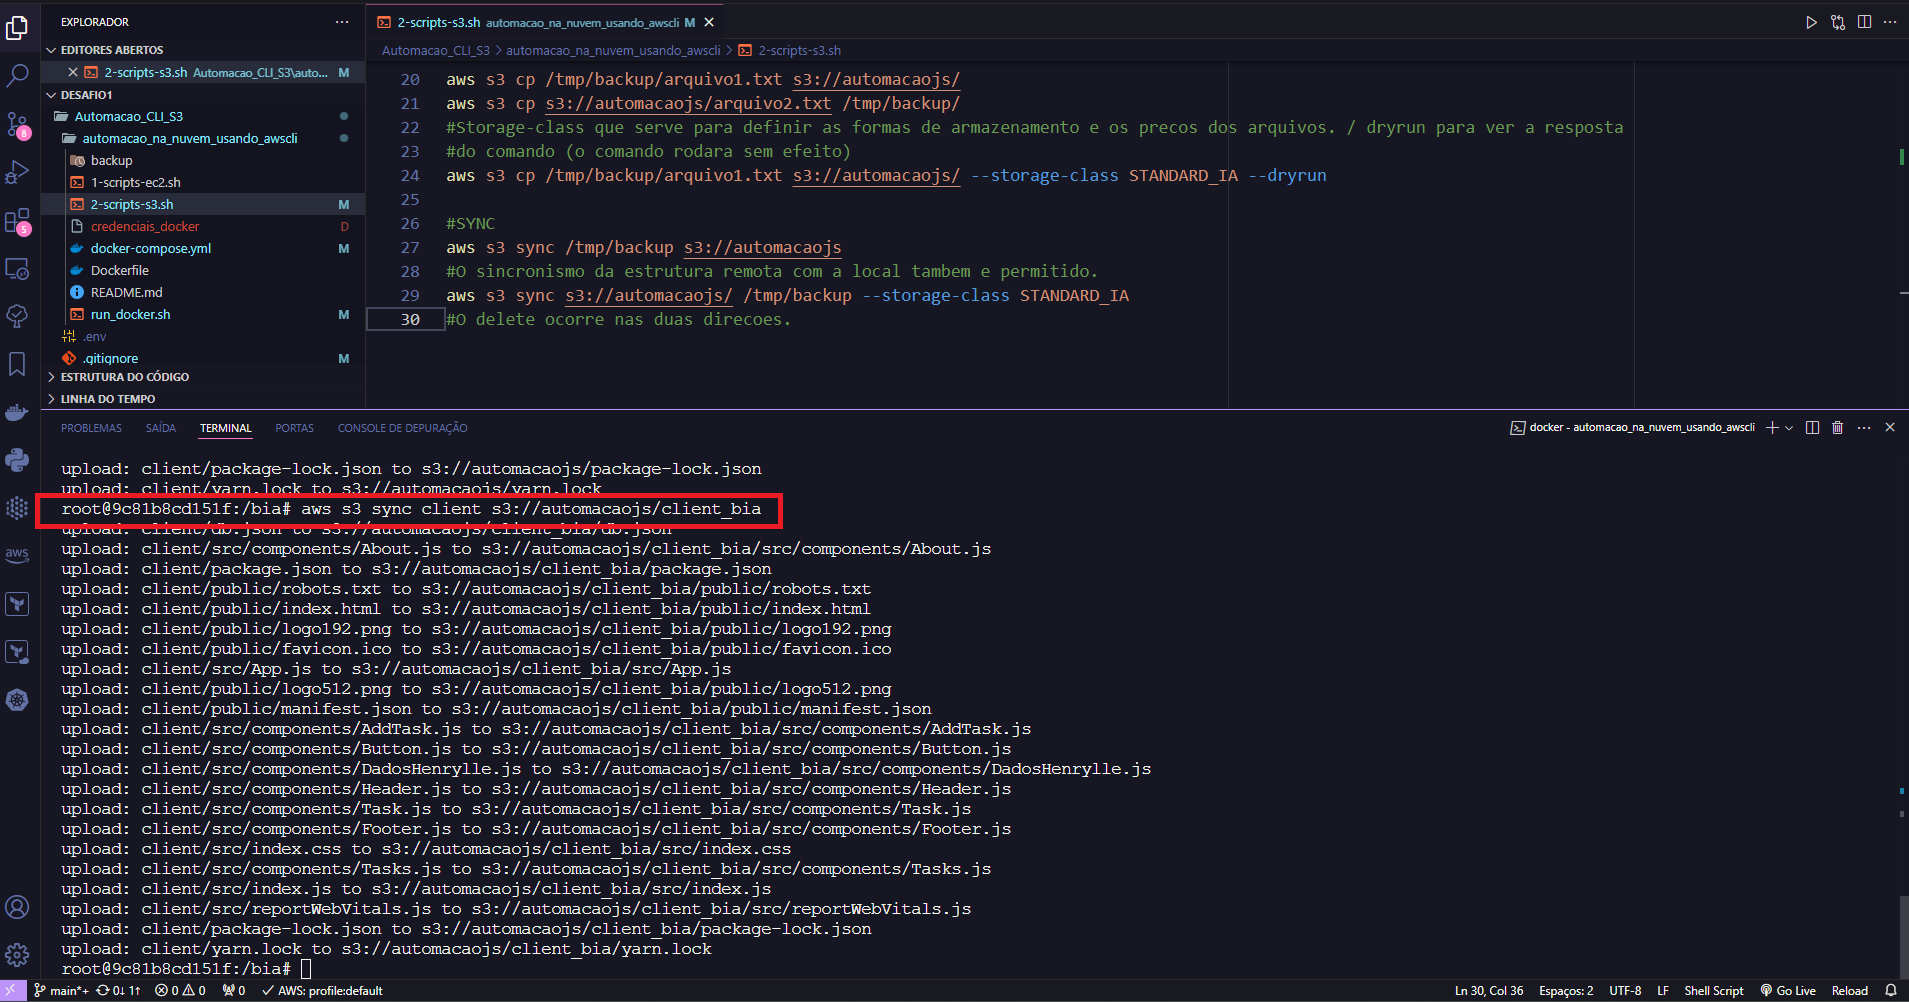 EXPLORADOR
EDITORES ABERTOS
2-scripts-s3.sh Automacao_CLI_S3\auto... M
DESAFIO1
Automacao_CLI_S3
automacao_na_nuvem_usando_awscli
backup
1-scripts-ec2.sh
2-scripts-s3.sh M
credenciais_docker D
docker-compose.yml M
Dockerfile
README.md
run_docker.sh M
.env
.gitignore M
ESTRUTURA DO CÓDIGO
LINHA DO TEMPO
8
5
aws
2-scripts-s3.sh automacao_na_nuvem_usando_awscli M
Automacao_CLI_S3 > automacao_na_nuvem_usando_awscli > 2-scripts-s3.sh
20 aws s3 cp /tmp/backup/arquivo1.txt s3://automacaojs/
21 aws s3 cp s3://automacaojs/arquivo2.txt /tmp/backup/
22 #Storage-class que serve para definir as formas de armazenamento e os precos dos arquivos. / dryrun para ver a resposta
23 #do comando (o comando rodara sem efeito)
24 aws s3 cp /tmp/backup/arquivo1.txt s3://automacaojs/ --storage-class STANDARD_IA --dryrun
25
26 #SYNC
27 aws s3 sync /tmp/backup s3://automacaojs
28 #O sincronismo da estrutura remota com a local tambem e permitido.
29 aws s3 sync s3://automacaojs/ /tmp/backup --storage-class STANDARD_IA
30 #O delete ocorre nas duas direcoes.
PROBLEMAS SAÍDA TERMINAL PORTAS CONSOLE DE DEPURAÇÃO
docker - automacao_na_nuvem_usando_awscli
upload: client/package-lock.json to s3://automacaojs/package-lock.json
upload: client/yarn.lock to s3://automacaojs/yarn.lock
root@9c81b8cd151f:/bia# aws s3 sync client s3://automacaojs/client_bia
upload: client/db.json to s3://automacaojs/client_bia/db.json
upload: client/src/components/About.js to s3://automacaojs/client_bia/src/components/About.js
upload: client/package.json to s3://automacaojs/client_bia/package.json
upload: client/public/robots.txt to s3://automacaojs/client_bia/public/robots.txt
upload: client/public/index.html to s3://automacaojs/client_bia/public/index.html
upload: client/public/logo192.png to s3://automacaojs/client_bia/public/logo192.png
upload: client/public/favicon.ico to s3://automacaojs/client_bia/public/favicon.ico
upload: client/src/App.js to s3://automacaojs/client_bia/src/App.js
upload: client/public/logo512.png to s3://automacaojs/client_bia/public/logo512.png
upload: client/public/manifest.json to s3://automacaojs/client_bia/public/manifest.json
upload: client/src/components/AddTask.js to s3://automacaojs/client_bia/src/components/AddTask.js
upload: client/src/components/Button.js to s3://automacaojs/client_bia/src/components/Button.js
upload: client/src/components/DadosHenrylle.js to s3://automacaojs/client_bia/src/components/DadosHenrylle.js
upload: client/src/components/Header.js to s3://automacaojs/client_bia/src/components/Header.js
upload: client/src/components/Task.js to s3://automacaojs/client_bia/src/components/Task.js
upload: client/src/components/Footer.js to s3://automacaojs/client_bia/src/components/Footer.js
upload: client/src/index.css to s3://automacaojs/client_bia/src/index.css
upload: client/src/components/Tasks.js to s3://automacaojs/client_bia/src/components/Tasks.js
upload: client/src/index.js to s3://automacaojs/client_bia/src/index.js
upload: client/src/reportWebVitals.js to s3://automacaojs/client_bia/src/reportWebVitals.js
upload: client/package-lock.json to s3://automacaojs/client_bia/package-lock.json
upload: client/yarn.lock to s3://automacaojs/client_bia/yarn.lock
root@9c81b8cd151f:/bia#
main*+ 0↓ 1↑ 0 0 0 AWS: profile:default Ln 30, Col 36 Espaços: 2 UTF-8 LF Shell Script Go Live Reload